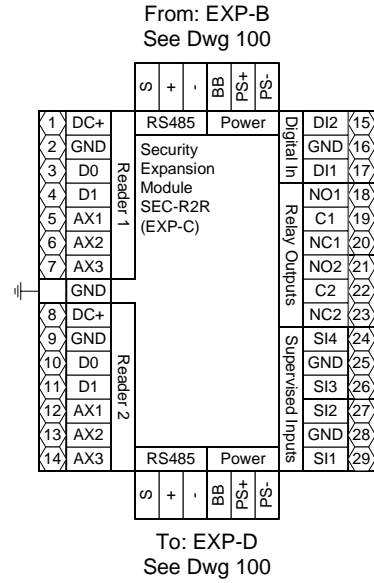 From: EXP-B
See Dwg 100
S + - BB PS+ PS-
RS485 Power
Security
Expansion
Module
SEC-R2R
(EXP-C)
1 DC+
2 GND
3 D0
4 D1
5 AX1
6 AX2
7 AX3
Reader 1
GND
8 DC+
9 GND
10 D0
11 D1
12 AX1
13 AX2
14 AX3
Reader 2
Digital In
DI2 15
GND 16
DI1 17
Relay Outputs
NO1 18
C1 19
NC1 20
NO2 21
C2 22
NC2 23
Supervised Inputs
SI4 24
GND 25
SI3 26
SI2 27
GND 28
SI1 29
RS485 Power
S + - BB PS+ PS-
To: EXP-D
See Dwg 100